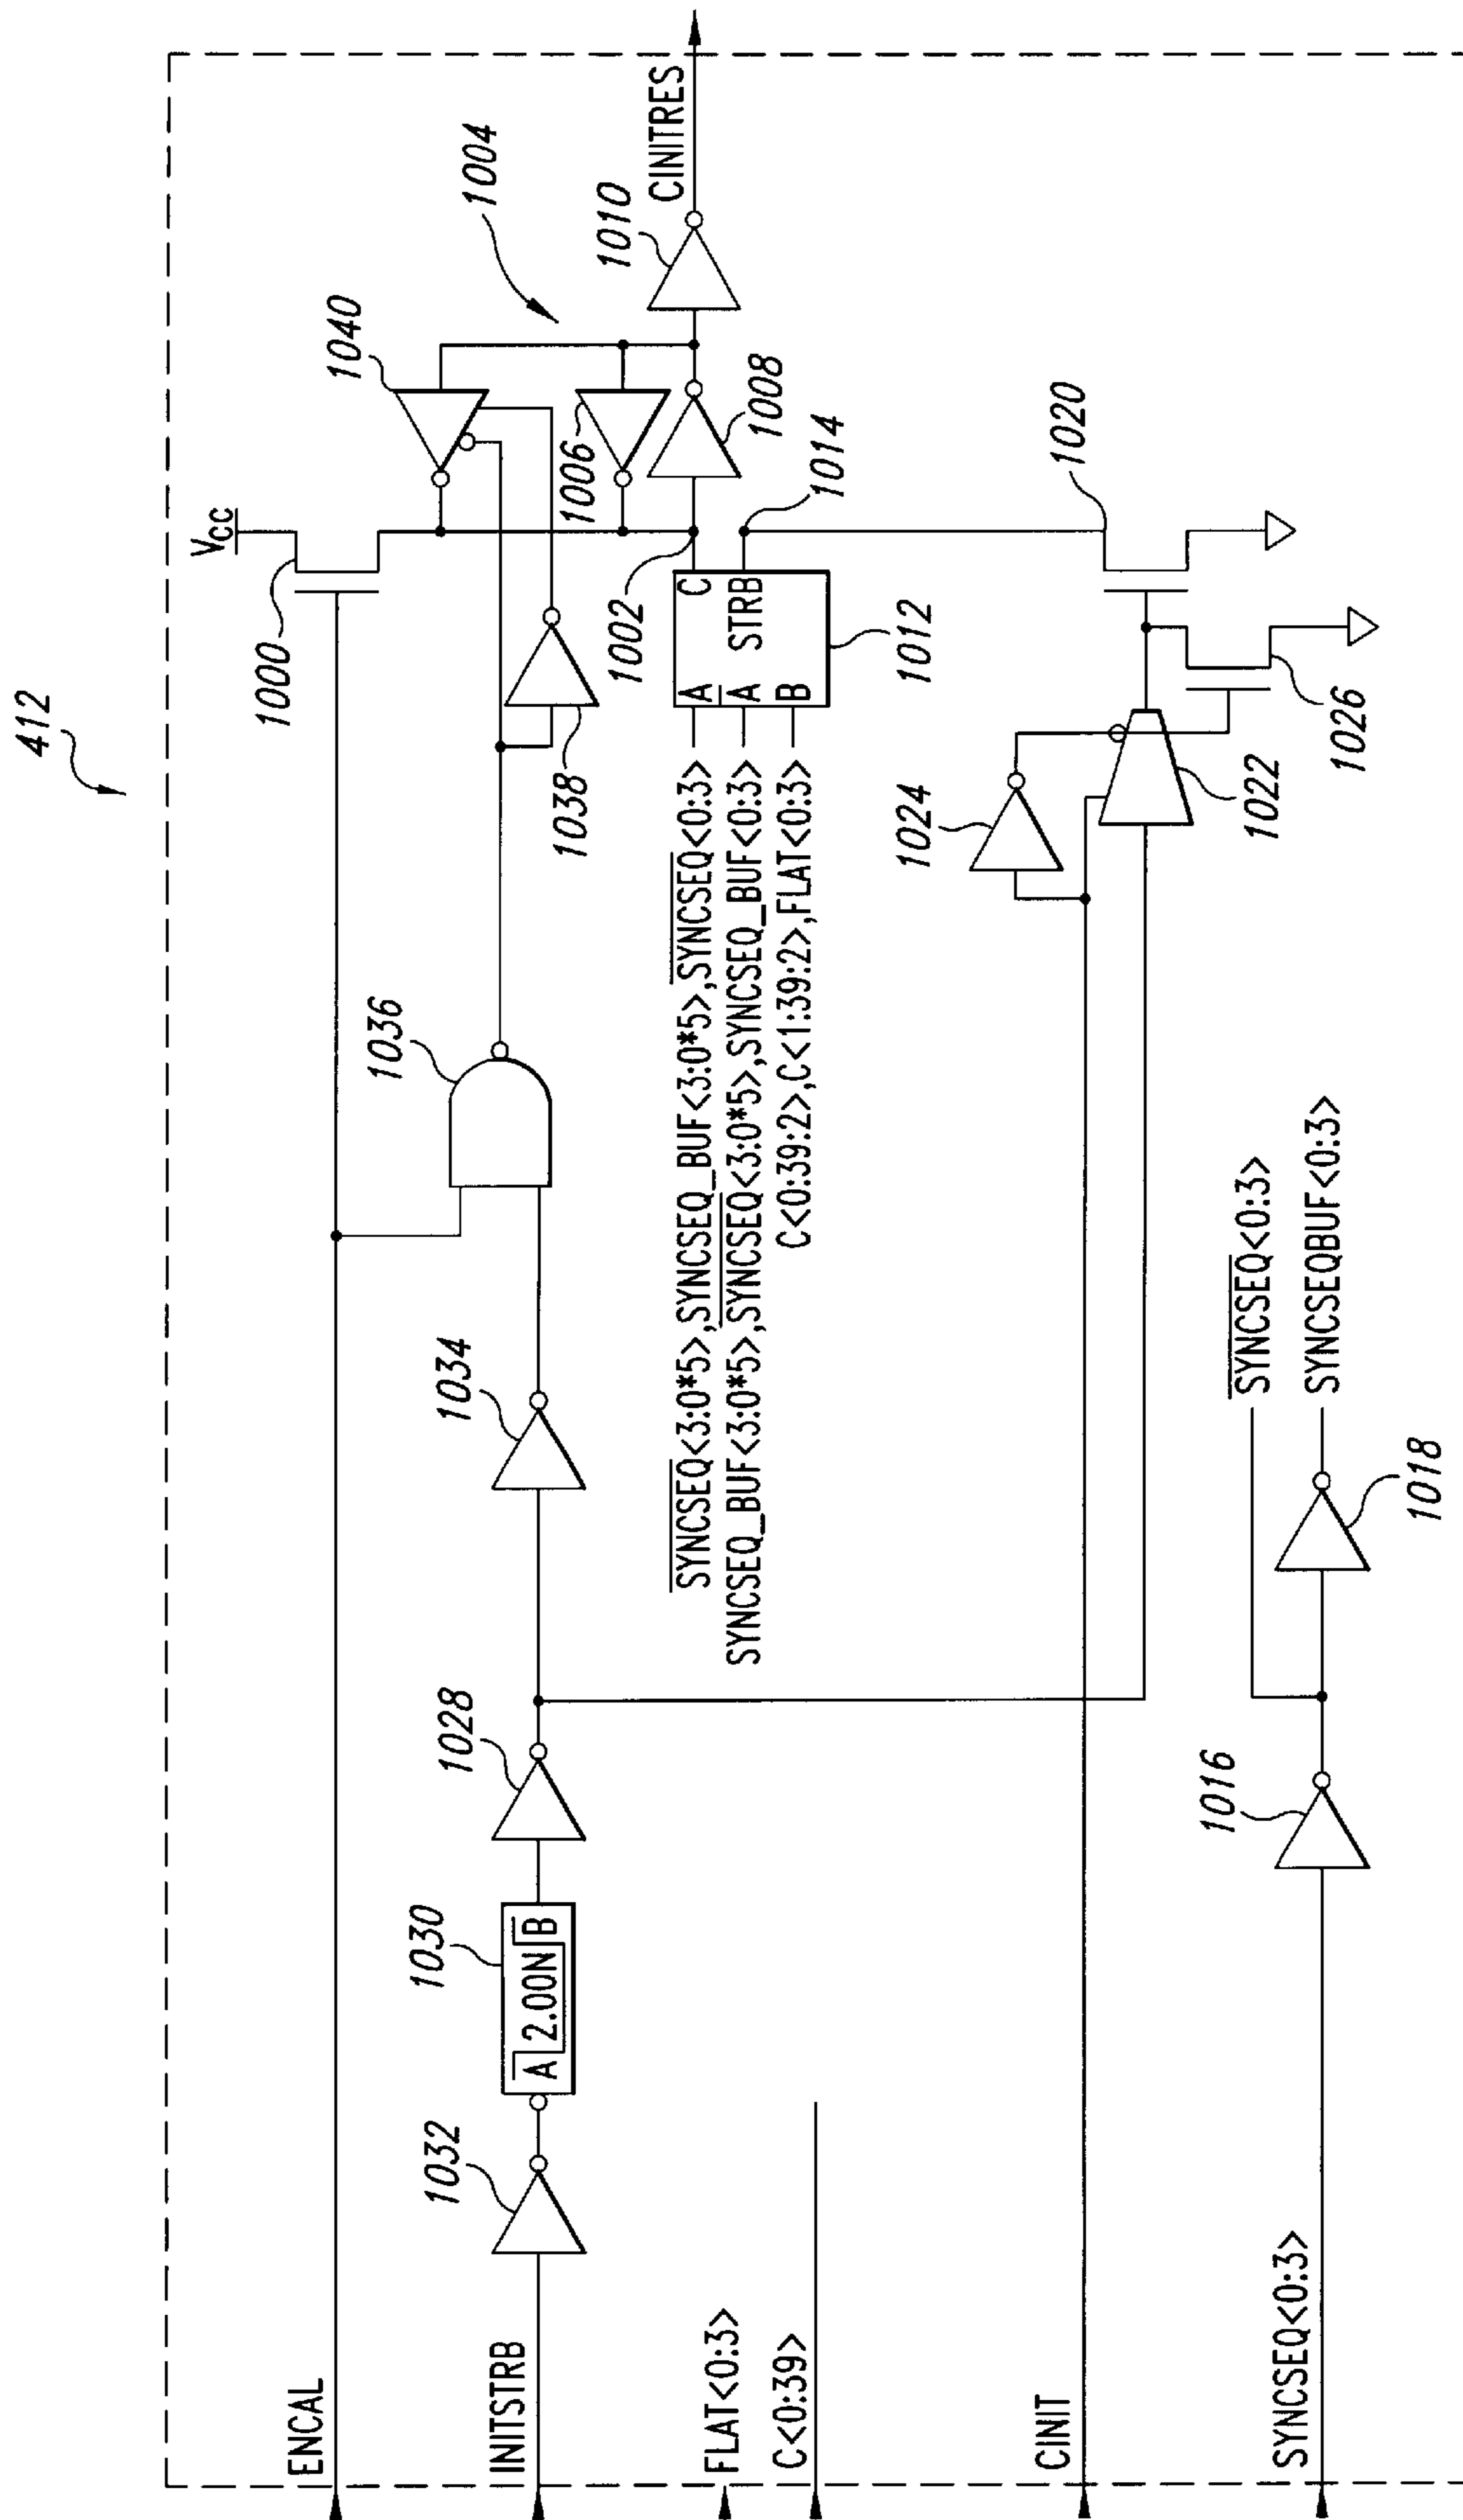 412
ENCAL
INITSTRB
FLAT<0:3>
C<0:39>
CINIT
SYNCSEQ<0:3>
1032
1030
A 2.00N B
1028
1034
1036
1016
1018
SYNCSEQ<0:3>
SYNCSEQBUF<0:3>
SYNCSEQ<3:0*5>,SYNCSEQ_BUF<3:0*5>,SYNCSEQ<0:3>
SYNCSEQ_BUF<3:0*5>,SYNCSEQ<3:0*5>,SYNCSEQ_BUF<0:3>
C<0:39:2>,C<1:39:2>,FLAT<0:3>
1038
1000
VCC
1040
1004
1006
1008
1010
CINITRES
1002
A C
A STRB
B
1012
1014
1024
1022
1026
1020